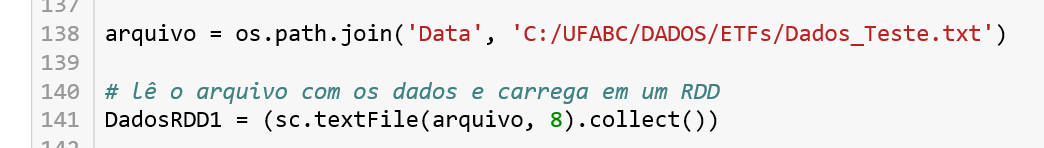 137
138 arquivo = os.path.join('Data', 'C:/UFABC/DADOS/ETFs/Dados_Teste.txt')
139
140 # lê o arquivo com os dados e carrega em um RDD
141 DadosRDD1 = (sc.textFile(arquivo, 8).collect())
142